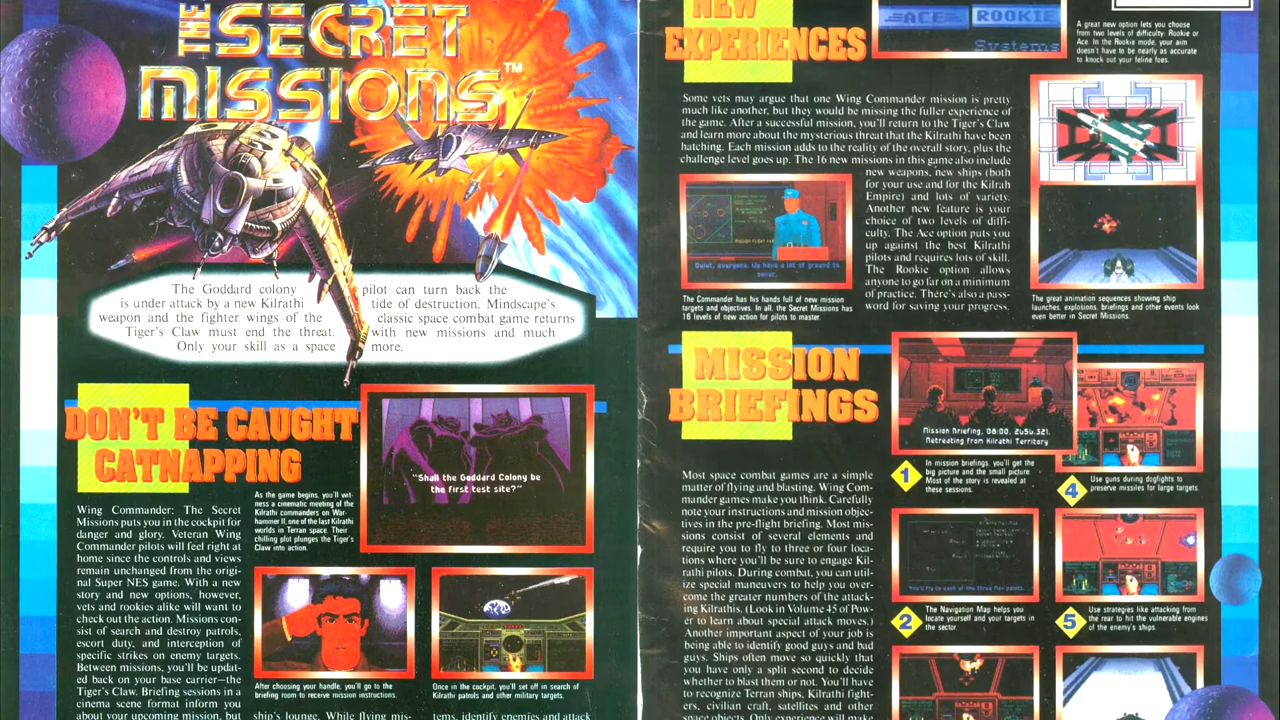 THE SECRET
MISSIONS™
The Goddard colony
is under attack by a new Kilrathi
weapon and the fighter wings of the
Tiger's Claw must end the threat.
Only your skill as a space
pilot can turn back the
tide of destruction. Mindscape's
classic space combat game returns
with new missions and much
more.
DON'T BE CAUGHT
CATNAPPING
Wing Commander: The Secret
Missions puts you in the cockpit for
danger and glory. Veteran Wing
Commander pilots will feel right at
home since the controls and views
remain unchanged from the origi-
nal Super NES game. With a new
story and new options, however,
vets and rookies alike will want to
check out the action. Missions con-
sist of search and destroy patrols,
escort duty, and interception of
specific strikes on enemy targets.
Between missions, you'll be updat-
ed back on your base carrier—the
Tiger's Claw. Briefing sessions in a
cinema scene format inform you
about your upcoming mission, but
As the game begins, you'll wit-
ness a cinematic meeting of the
Kilrathi commanders on War-
hammer II, one of the last Kilrathi
worlds in Terran space. Their
chilling plot plunges the Tiger's
Claw into action.
"Shall the Goddard Colony be
the first test site?"
After choosing your handle, you'll go to the
briefing room to receive mission instructions.
Once in the cockpit, you'll set off in search of
Kilrathi patrols and other military targets.
ship's lounge. While flying mis-
tems, identify enemies and attack
NEW
EXPERIENCES
ACE
ROOKIE
Systems
A great new option lets you choose
from two levels of difficulty: Rookie or
Ace. In the Rookie mode, your aim
doesn't have to be nearly as accurate
to knock out your feline foes.
Some vets may argue that one Wing Commander mission is pretty
much like another, but they would be missing the fuller experience of
the game. After a successful mission, you'll return to the Tiger's Claw
and learn more about the mysterious threat that the Kilrathi have been
hatching. Each mission adds to the reality of the overall story, plus the
challenge level goes up. The 16 new missions in this game also include
new weapons, new ships (both
for your use and for the Kilrah
Empire) and lots of variety.
Another new feature is your
choice of two levels of diffi-
culty. The Ace option puts you
up against the best Kilrathi
pilots and requires lots of skill.
The Rookie option allows
anyone to go far on a minimum
of practice. There's also a pass-
word for saving your progress.
Quiet, everyone. We have a lot of ground to
cover.
The Commander has his hands full of new mission
targets and objectives. In all, the Secret Missions has
16 levels of new action for pilots to master.
The great animation sequences showing ship
launches, explosions, briefings and other events look
even better in Secret Missions.
MISSION
BRIEFINGS
Most space combat games are a simple
matter of flying and blasting. Wing Com-
mander games make you think. Carefully
note your instructions and mission objec-
tives in the pre-flight briefing. Most mis-
sions consist of several elements and
require you to fly to three or four loca-
tions where you'll be sure to engage Kil-
rathi pilots. During combat, you can util-
ize special maneuvers to help you over-
come the greater numbers of the attack-
ing Kilrathis. (Look in Volume 45 of Pow-
er to learn about special attack moves.)
Another important aspect of your job is
being able to identify good guys and bad
guys. Ships often move so quickly that
you have only a split second to decide
whether to blast them or not. You'll have
to recognize Terran ships, Kilrathi fight-
ers, civilian craft, satellites and other
space objects. Only experience will make
Mission Briefing, 08:00, 2656.321.
Retreating from Kilrathi Territory
1
In mission briefings, you'll get the
big picture and the small picture.
Most of the story is revealed at
these sessions.
4
Use guns during dogfights to
preserve missiles for large targets.
You'll fly to each of the three Nav points.
2
The Navigation Map helps you
locate yourself and your targets in
the sector.
5
Use strategies like attacking from
the rear to hit the vulnerable engines
of the enemy's ships.